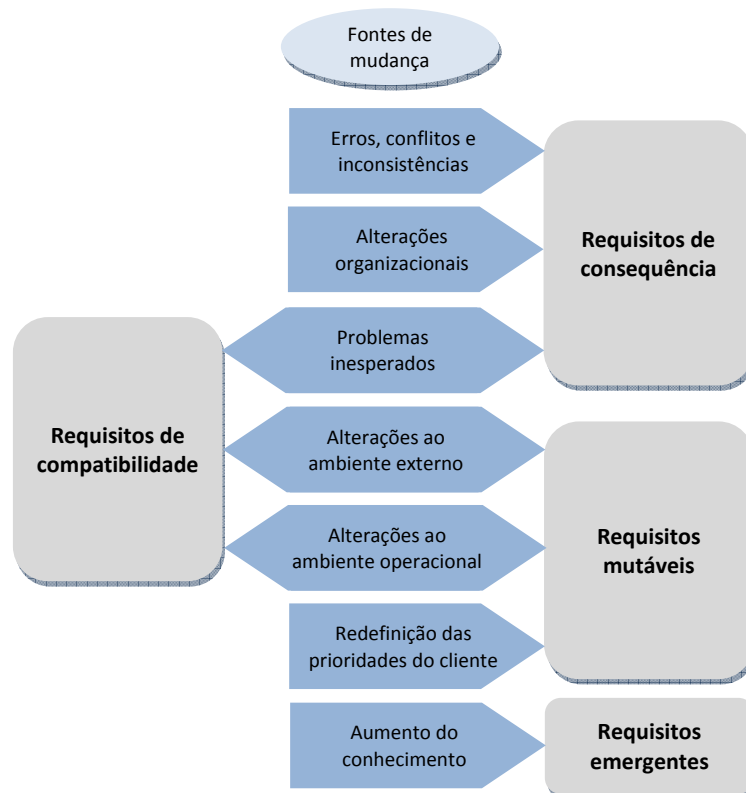 Fontes de
mudança
Erros, conflitos e
inconsistências
Alterações
organizacionais
Requisitos de
consequência
Problemas
inesperados
Requisitos de
compatibilidade
Alterações ao
ambiente externo
Alterações ao
ambiente operacional
Requisitos
mutáveis
Redefinição das
prioridades do cliente
Aumento do
conhecimento
Requisitos
emergentes